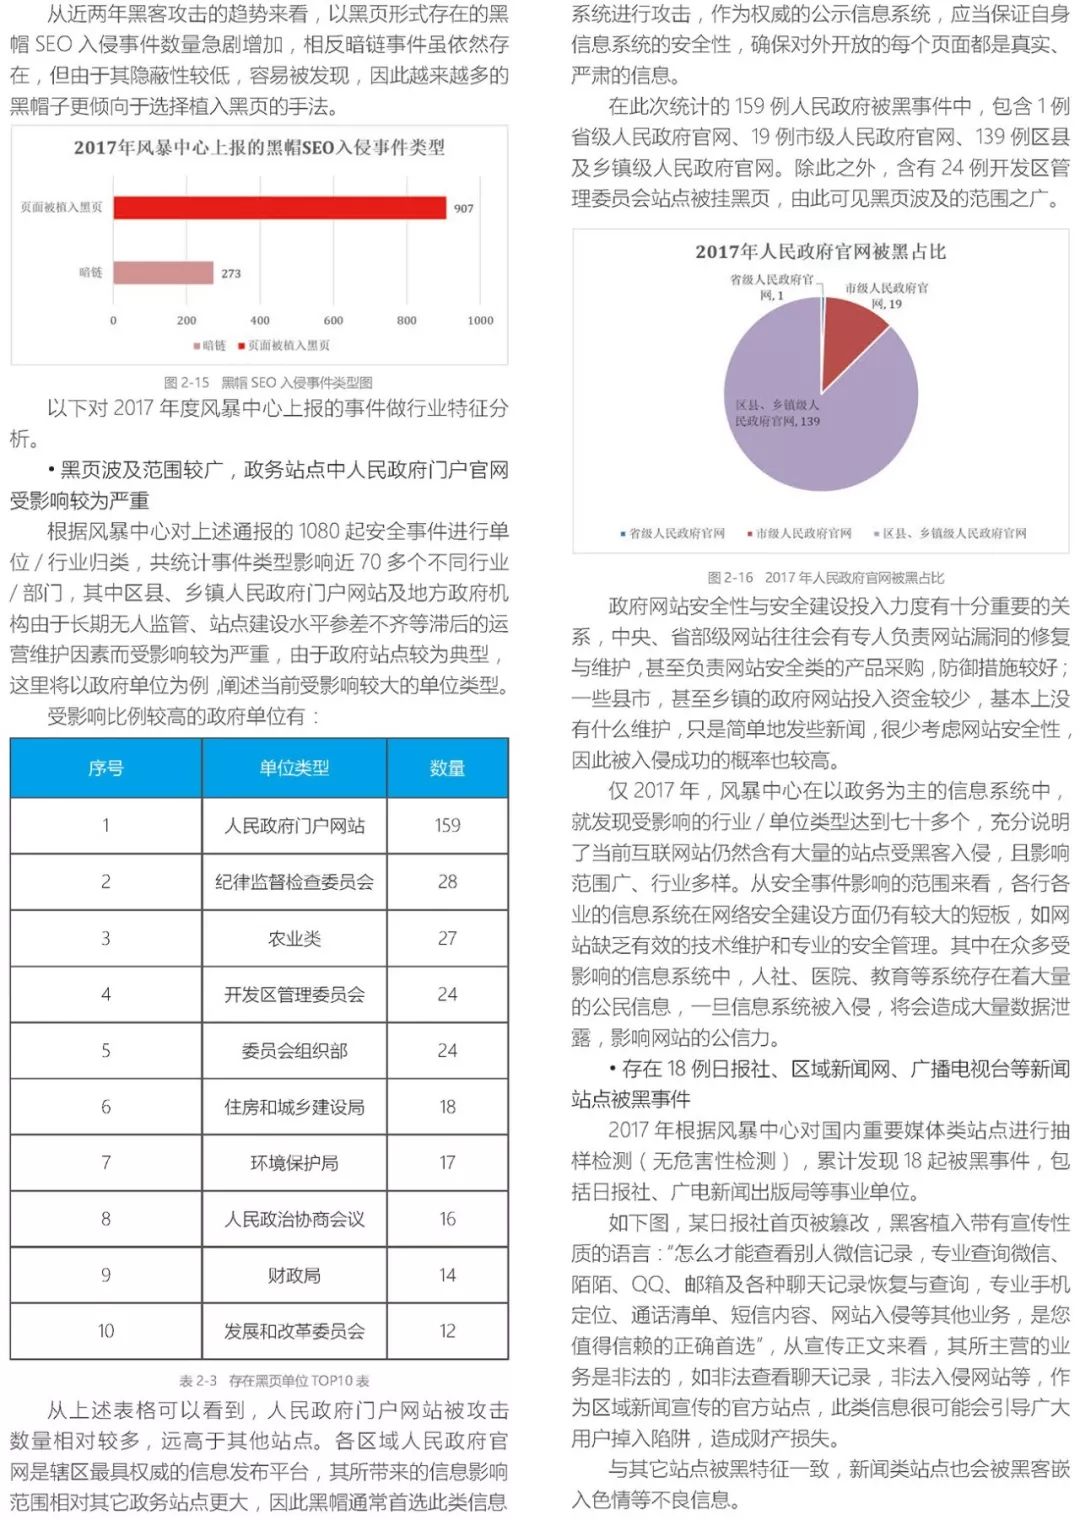 从近两年黑客攻击的趋势来看，以黑页形式存在的黑
帽 SEO 入侵事件数量急剧增加，相反暗链事件虽依然存
在，但由于其隐蔽性较低，容易被发现，因此越来越多的
黑帽子更倾向于选择植入黑页的手法。
2017年风暴中心上报的黑帽SEO入侵事件类型
页面被植入黑页
907
暗链
273
0 200 400 600 800 1000
■暗链 ■页面被植入黑页
图 2-15 黑帽 SEO 入侵事件类型图
以下对 2017 年度风暴中心上报的事件做行业特征分
析。
• 黑页波及范围较广，政务站点中人民政府门户官网
受影响较为严重
根据风暴中心对上述通报的 1080 起安全事件进行单
位 / 行业归类，共统计事件类型影响近 70 多个不同行业
/ 部门，其中区县、乡镇人民政府门户网站及地方政府机
构由于长期无人监管、站点建设水平参差不齐等滞后的运
营维护因素而受影响较为严重，由于政府站点较为典型，
这里将以政府单位为例，阐述当前受影响较大的单位类型。
受影响比例较高的政府单位有：
序号 单位类型 数量
1 人民政府门户网站 159
2 纪律监督检查委员会 28
3 农业类 27
4 开发区管理委员会 24
5 委员会组织部 24
6 住房和城乡建设局 18
7 环境保护局 17
8 人民政治协商会议 16
9 财政局 14
10 发展和改革委员会 12
表 2-3 存在黑页单位 TOP10 表
从上述表格可以看到，人民政府门户网站被攻击
数量相对较多，远高于其他站点。各区域人民政府官
网是辖区最具权威的信息发布平台，其所带来的信息影响
范围相对其它政务站点更大，因此黑帽通常首选此类信息
系统进行攻击，作为权威的公示信息系统，应当保证自身
信息系统的安全性，确保对外开放的每个页面都是真实、
严肃的信息。
在此次统计的 159 例人民政府被黑事件中，包含 1 例
省级人民政府官网、19 例市级人民政府官网、139 例区县
及乡镇级人民政府官网。除此之外，含有 24 例开发区管
理委员会站点被挂黑页，由此可见黑页波及的范围之广。
2017年人民政府官网被黑占比
省级人民政府官
网, 1
市级人民政府官
网, 19
区县、乡镇级人
民政府官网, 139
■省级人民政府官网 ■市级人民政府官网 ■区县、乡镇级人民政府官网
图 2-16 2017 年人民政府官网被黑占比
政府网站安全性与安全建设投入力度有十分重要的关
系，中央、省部级网站往往会有专人负责网站漏洞的修复
与维护，甚至负责网站安全类的产品采购，防御措施较好；
一些县市，甚至乡镇的政府网站投入资金较少，基本上没
有什么维护，只是简单地发些新闻，很少考虑网站安全性，
因此被入侵成功的概率也较高。
仅 2017 年，风暴中心在以政务为主的信息系统中，
就发现受影响的行业 / 单位类型达到七十多个，充分说明
了当前互联网站仍然含有大量的站点受黑客入侵，且影响
范围广、行业多样。从安全事件影响的范围来看，各行各
业的信息系统在网络安全建设方面仍有较大的短板，如网
站缺乏有效的技术维护和专业的安全管理。其中在众多受
影响的信息系统中，人社、医院、教育等系统存在着大量
的公民信息，一旦信息系统被入侵，将会造成大量数据泄
露，影响网站的公信力。
• 存在 18 例日报社、区域新闻网、广播电视台等新闻
站点被黑事件
2017 年根据风暴中心对国内重要媒体类站点进行抽
样检测（无危害性检测），累计发现 18 起被黑事件，包
括日报社、广电新闻出版局等事业单位。
如下图，某日报社首页被篡改，黑客植入带有宣传性
质的语言：“怎么才能查看别人微信记录，专业查询微信、
陌陌、QQ、邮箱及各种聊天记录恢复与查询，专业手机
定位、通话清单、短信内容、网站入侵等其他业务，是您
值得信赖的正确首选”，从宣传正文来看，其所主营的业
务是非法的，如非法查看聊天记录，非法入侵网站等，作
为区域新闻宣传的官方站点，此类信息很可能会引导广大
用户掉入陷阱，造成财产损失。
与其它站点被黑特征一致，新闻类站点也会被黑客嵌
入色情等不良信息。